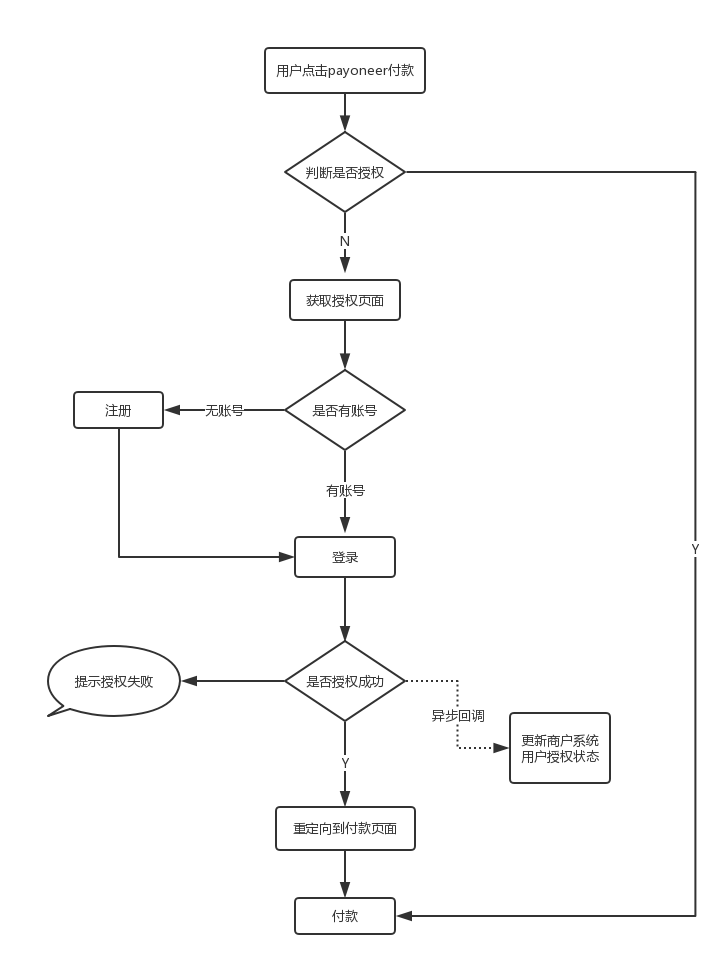 用户点击payoneer付款
判断是否授权
N
获取授权页面
注册
无账号
是否有账号
有账号
Y
登录
提示授权失败
是否授权成功
异步回调
更新商户系统
用户授权状态
Y
重定向到付款页面
付款